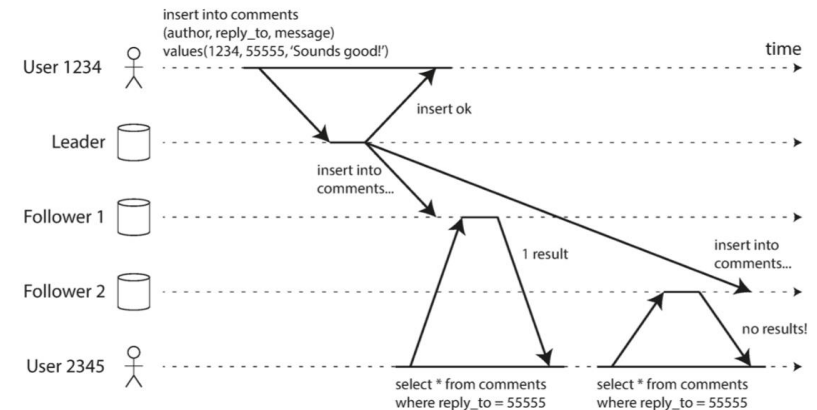 insert into comments
(author, reply_to, message)
values(1234, 55555, ‘Sounds good!’)
time
User 1234
insert ok
Leader
insert into
comments...
Follower 1
1 result
insert into
comments...
Follower 2
no results!
User 2345
select * from comments
where reply_to = 55555
select * from comments
where reply_to = 55555